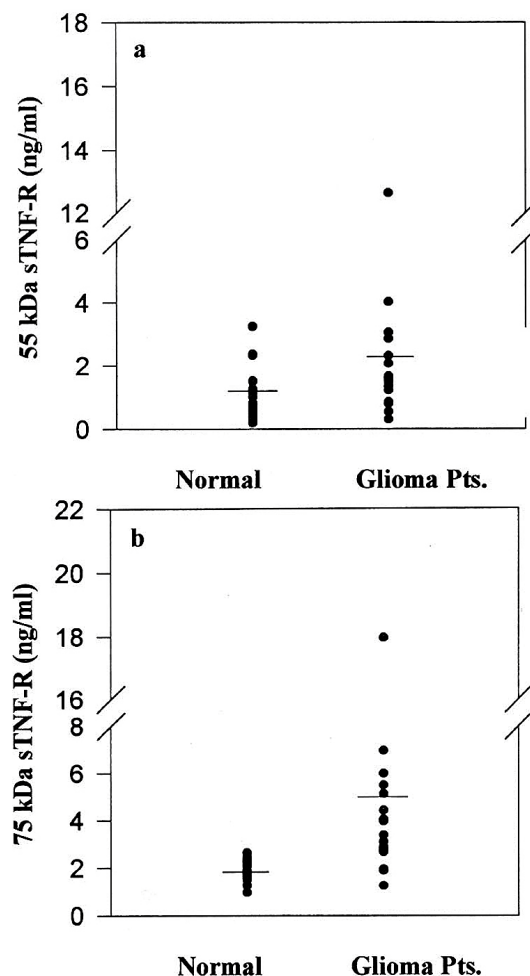 18
a
16
14
12
6
4
2
0
55 kDa sTNF-R (ng/ml)
Normal Glioma Pts.
22
b
20
18
16
8
6
4
2
0
75 kDa sTNF-R (ng/ml)
Normal Glioma Pts.